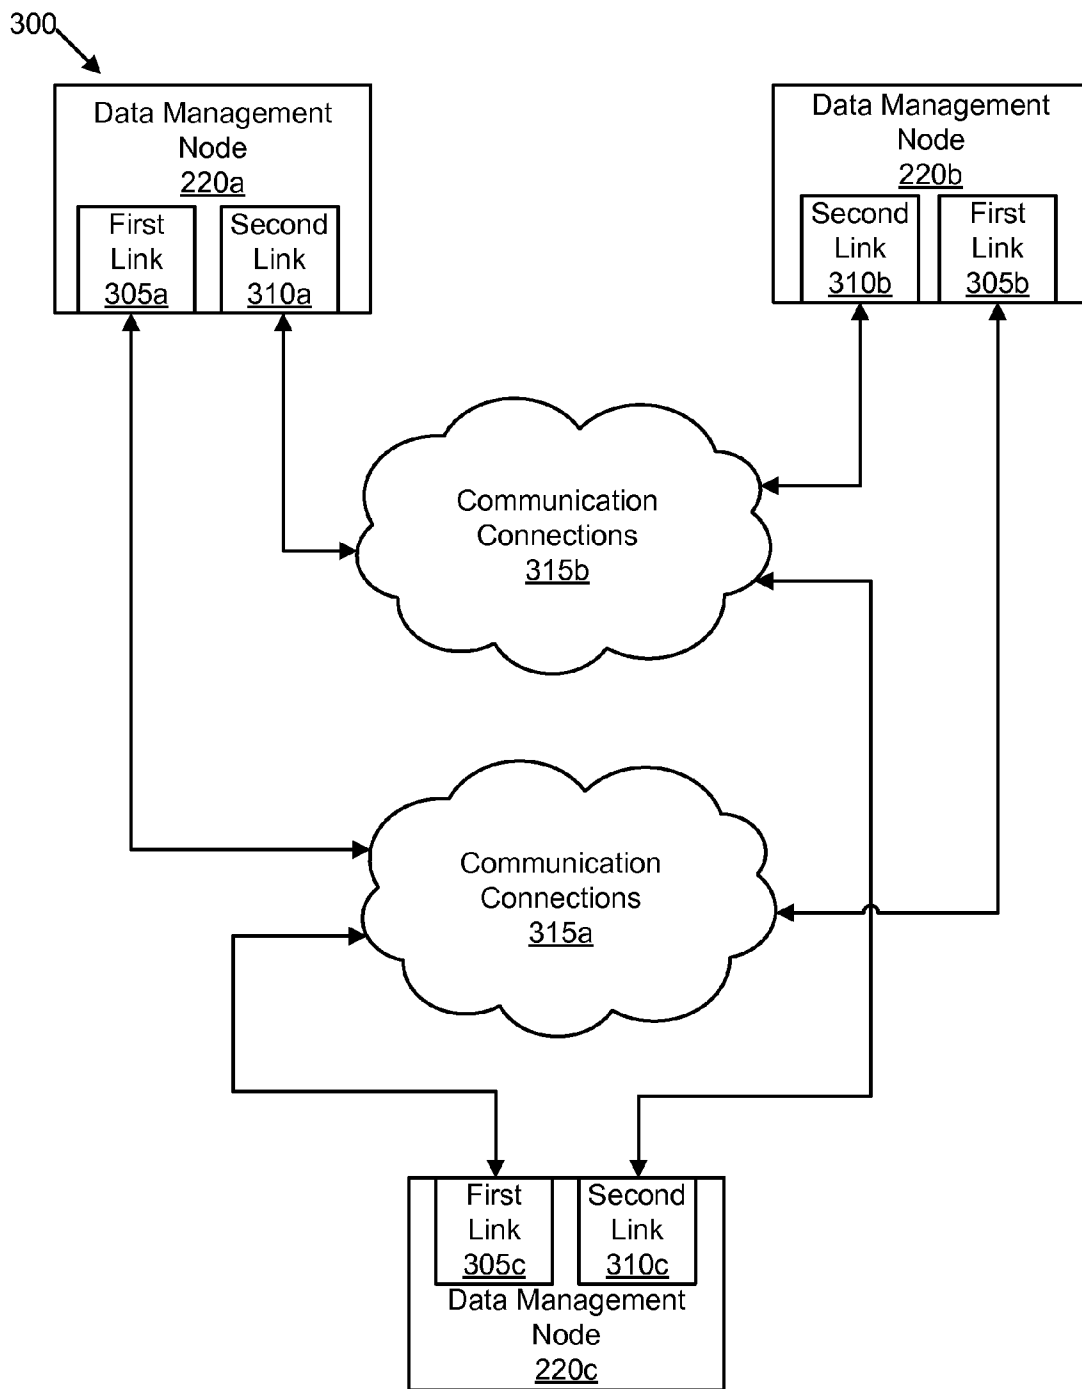 300
Data Management
Node
220a
First
Link
305a
Second
Link
310a
Data Management
Node
220b
Second
Link
310b
First
Link
305b
Communication
Connections
315b
Communication
Connections
315a
First
Link
305c
Second
Link
310c
Data Management
Node
220c